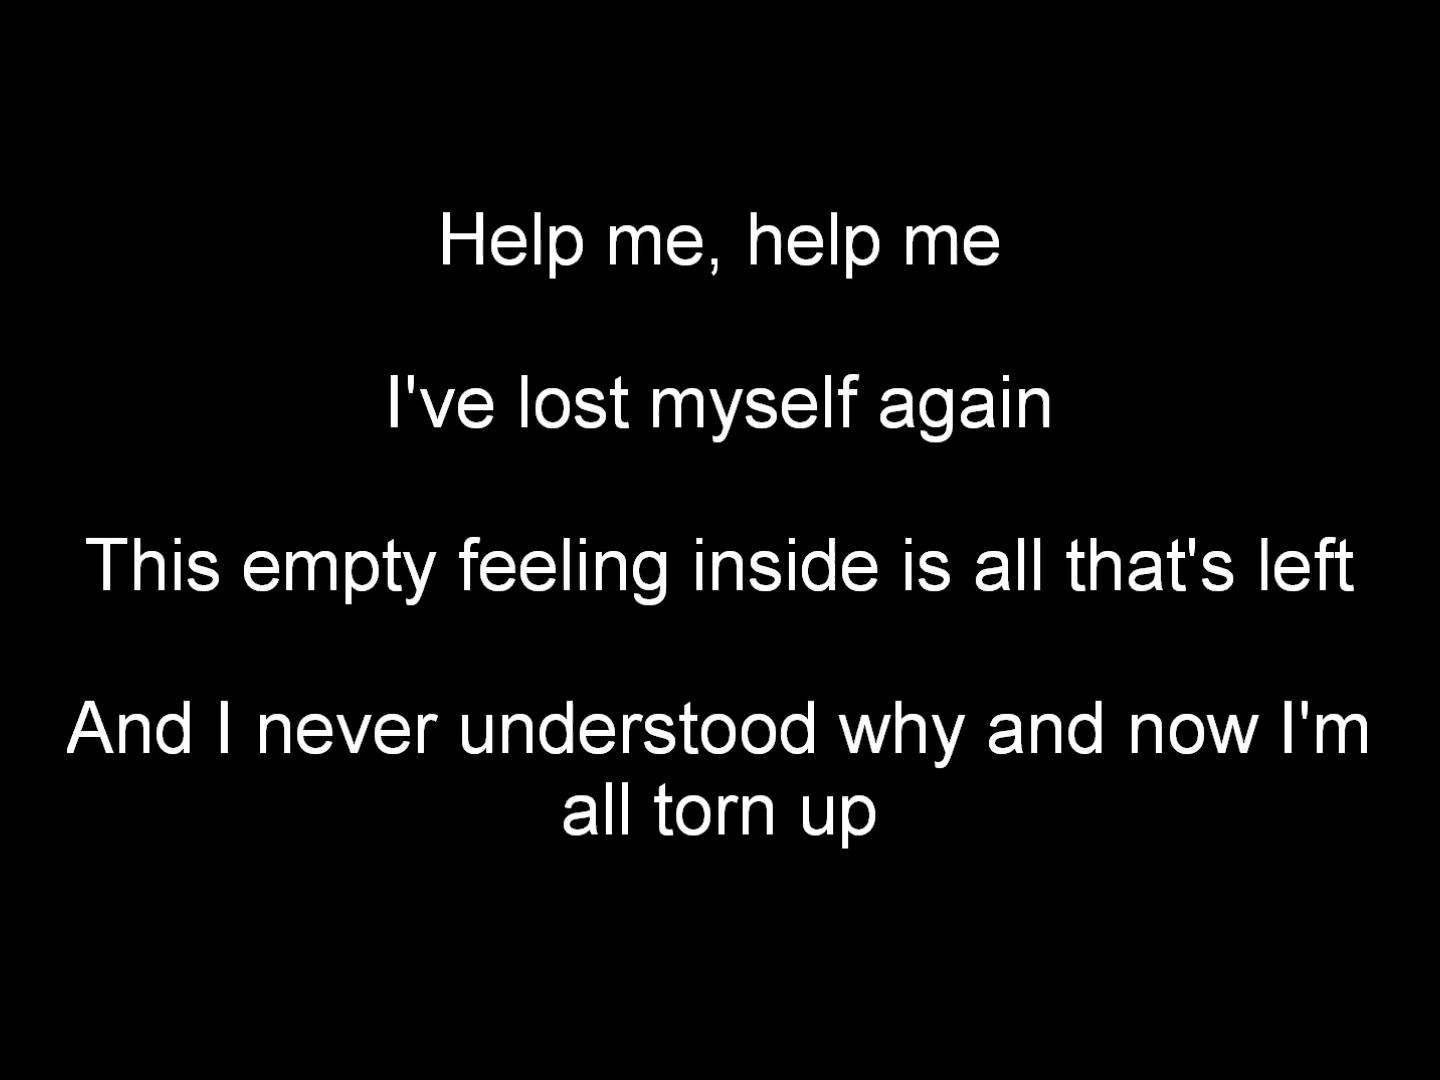 Help me, help me
I've lost myself again
This empty feeling inside is all that's left
And I never understood why and now I'm
all torn up